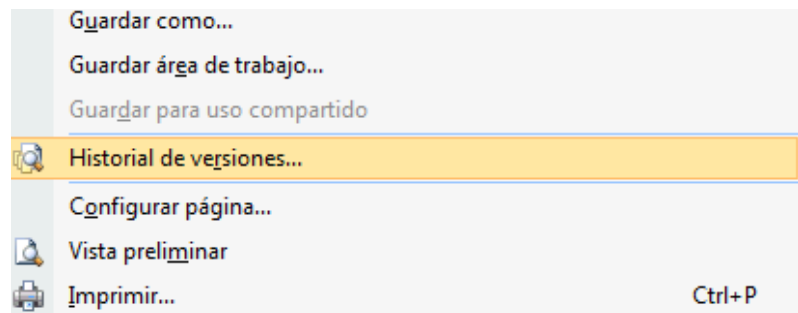 Guardar como...
Guardar área de trabajo...
Guardar para uso compartido
Historial de versiones...
Configurar página...
Vista preliminar
Imprimir... Ctrl+P